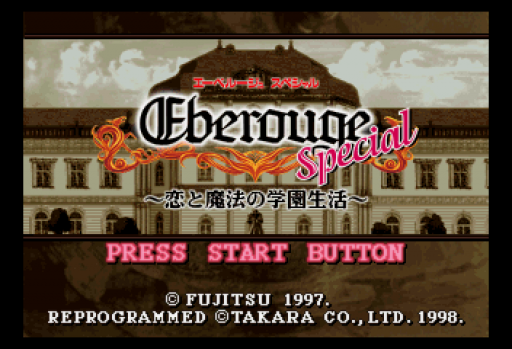 エーベルージュ スペシャル
Eberouge
Special
～恋と魔法の学園生活～
PRESS START BUTTON
© FUJITSU 1997.
REPROGRAMMED ©TAKARA CO.,LTD. 1998.